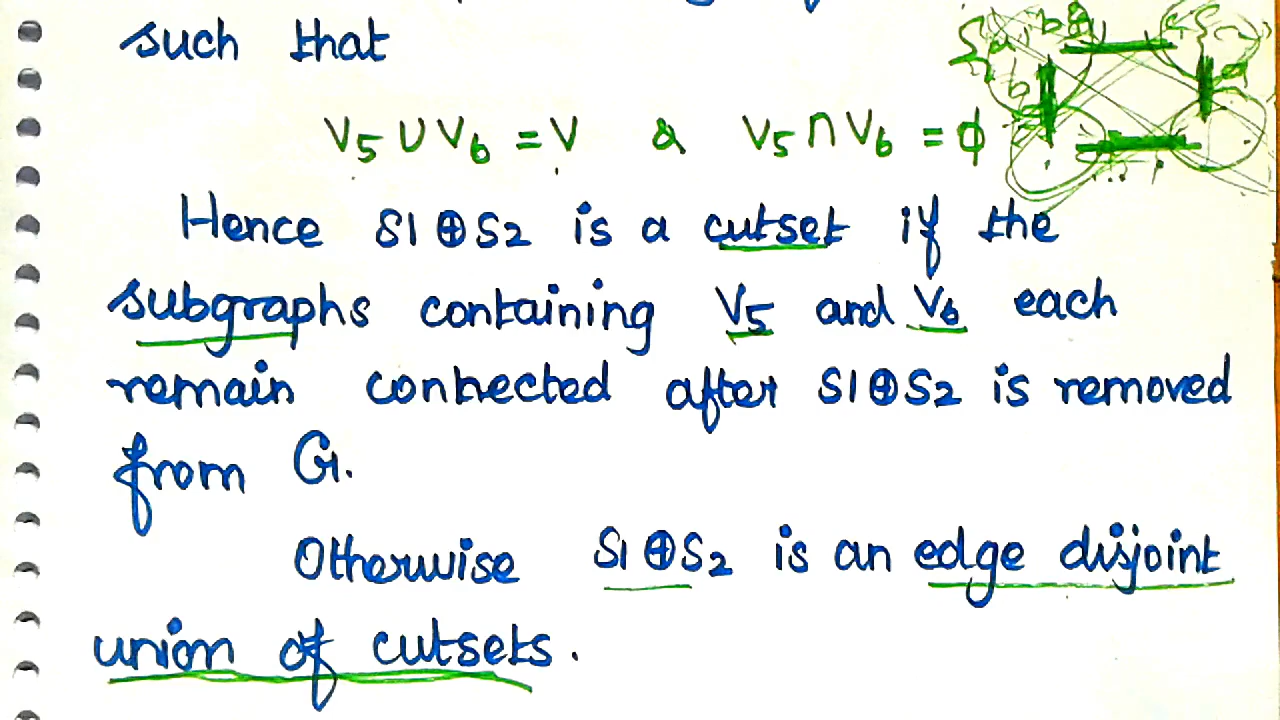 such that
V5 ∪ V6 = V & V5 ∩ V6 = ϕ
Hence S1 ⊕ S2 is a cutset if the
subgraphs containing V5 and V6 each
remain connected after S1 ⊕ S2 is removed
from G.
Otherwise S1 ⊕ S2 is an edge disjoint
union of cutsets.